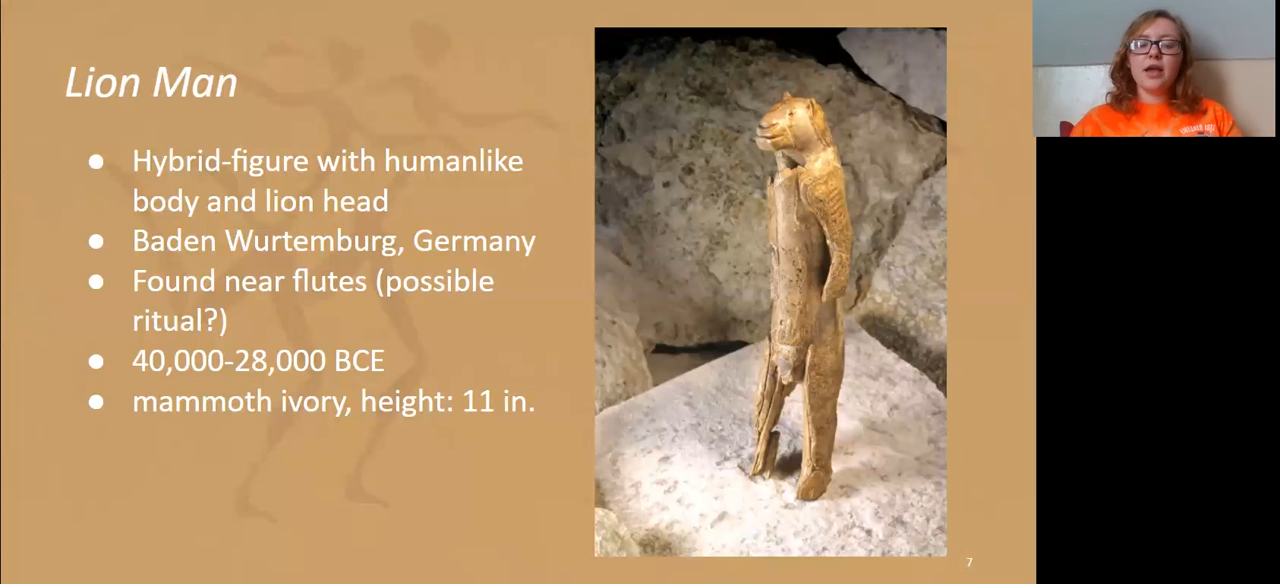 Lion Man
● Hybrid-figure with humanlike
body and lion head
● Baden Wurtemburg, Germany
● Found near flutes (possible
ritual?)
● 40,000-28,000 BCE
● mammoth ivory, height: 11 in.
7